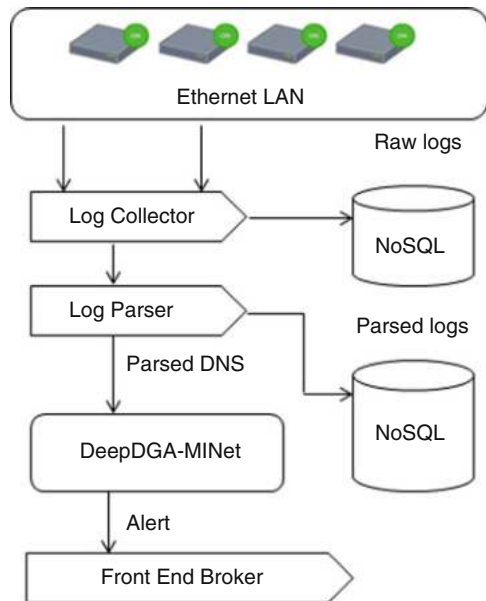 Ethernet LAN
Raw logs
Log Collector
NoSQL
Log Parser
Parsed logs
Parsed DNS
NoSQL
DeepDGA-MINet
Alert
Front End Broker